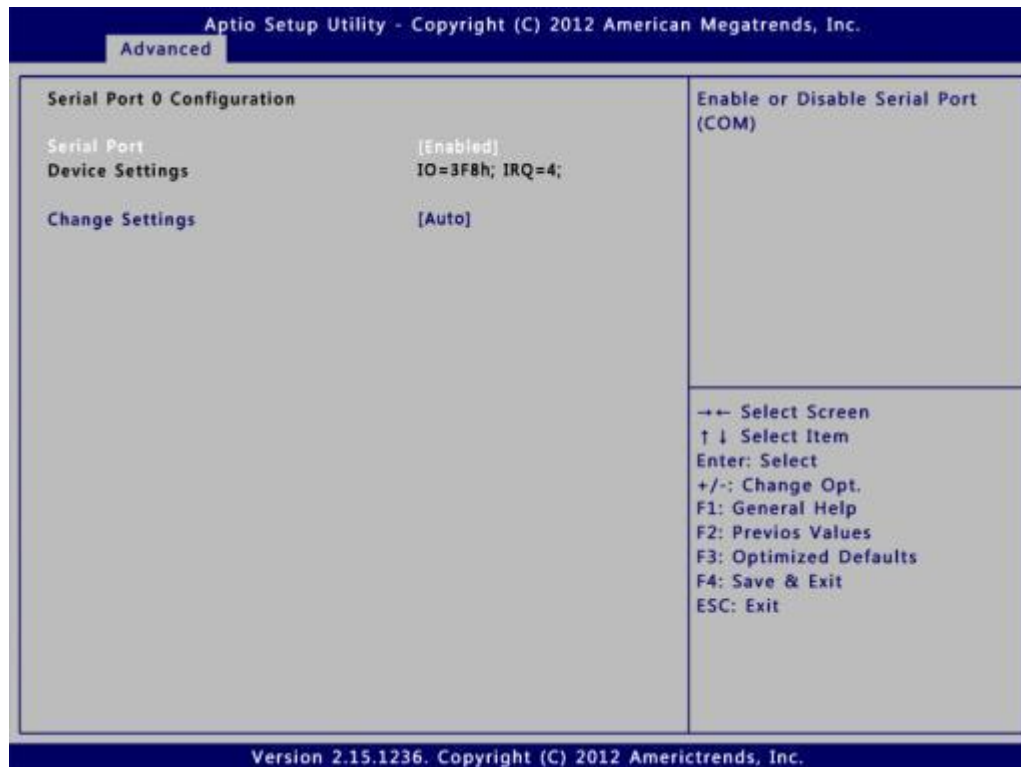 Aptio Setup Utility - Copyright (C) 2012 American Megatrends, Inc.
Advanced
Serial Port 0 Configuration
Serial Port [Enabled]
Device Settings IO=3F8h; IRQ=4;
Change Settings [Auto]
Enable or Disable Serial Port
(COM)
→← Select Screen
↑↓ Select Item
Enter: Select
+/-: Change Opt.
F1: General Help
F2: Previos Values
F3: Optimized Defaults
F4: Save & Exit
ESC: Exit
Version 2.15.1236. Copyright (C) 2012 Americtrends, Inc.